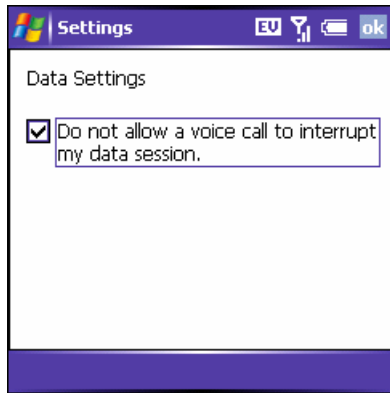 Settings EV ok
Data Settings
Do not allow a voice call to interrupt
my data session.